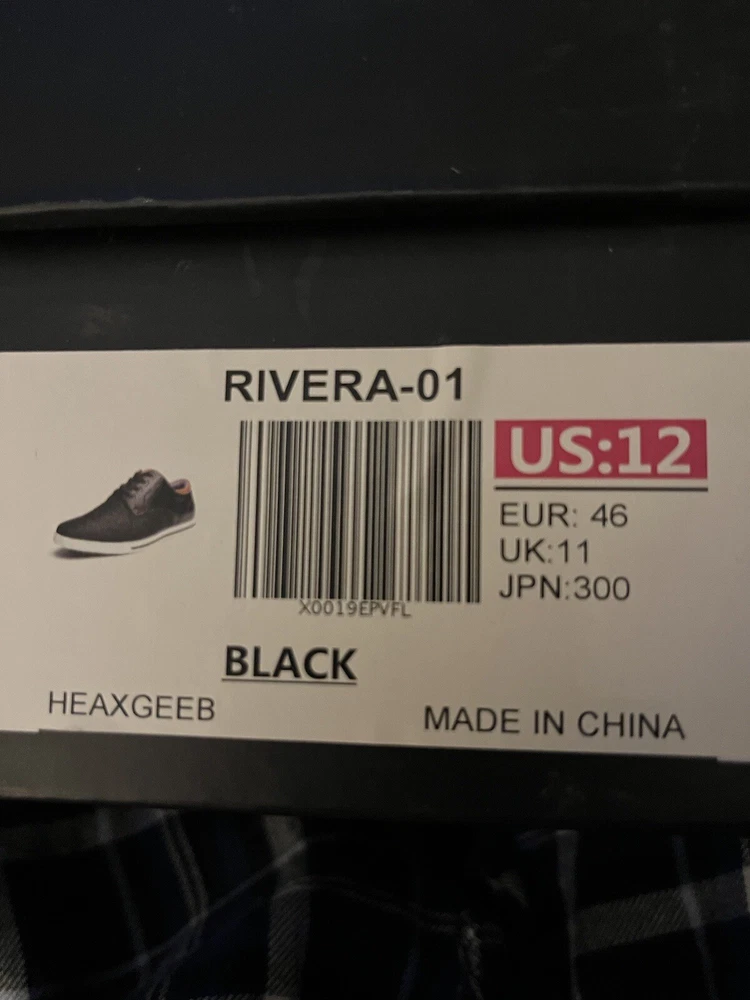 RIVERA-01
US:12
EUR: 46
UK:11
JPN:300
X0019EPVFL
BLACK
HEAXGEEB
MADE IN CHINA